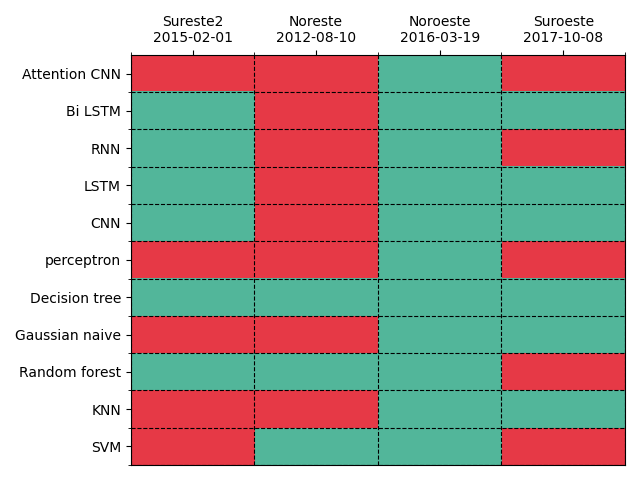 Sureste2 Noreste Noroeste Suroeste
2015-02-01 2012-08-10 2016-03-19 2017-10-08
Attention CNN
Bi LSTM
RNN
LSTM
CNN
perceptron
Decision tree
Gaussian naive
Random forest
KNN
SVM